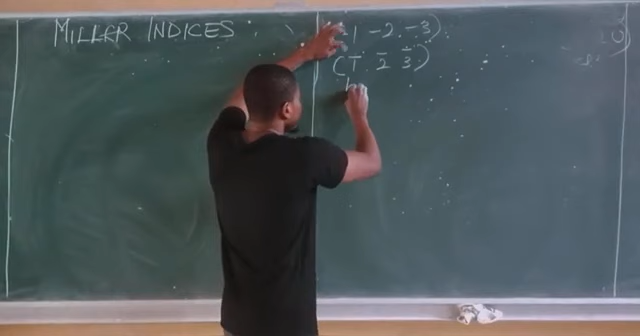 MILLER INDICES
(-1 -2 -3)
(1̅ 2̅ 3̅)
h